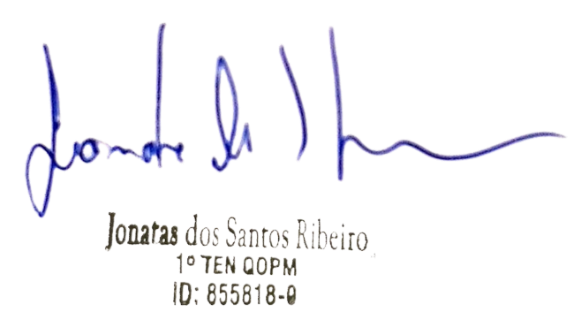 Jonatas dos Santos Ribeiro
1º TEN QOPM
ID: 855818-0